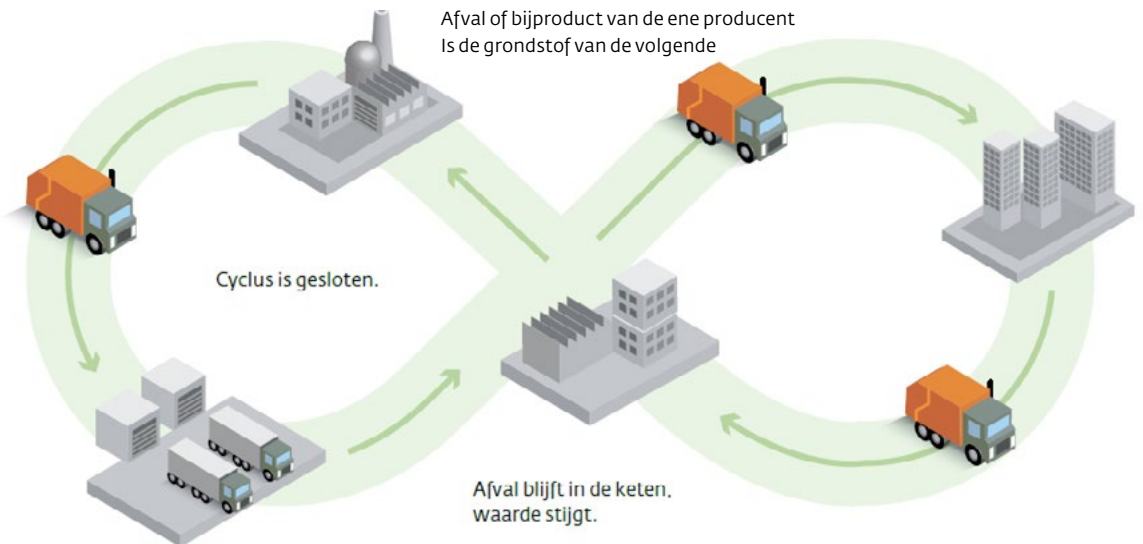 Afval of bijproduct van de ene producent
Is de grondstof van de volgende
Cyclus is gesloten.
Afval blijft in de keten,
waarde stijgt.